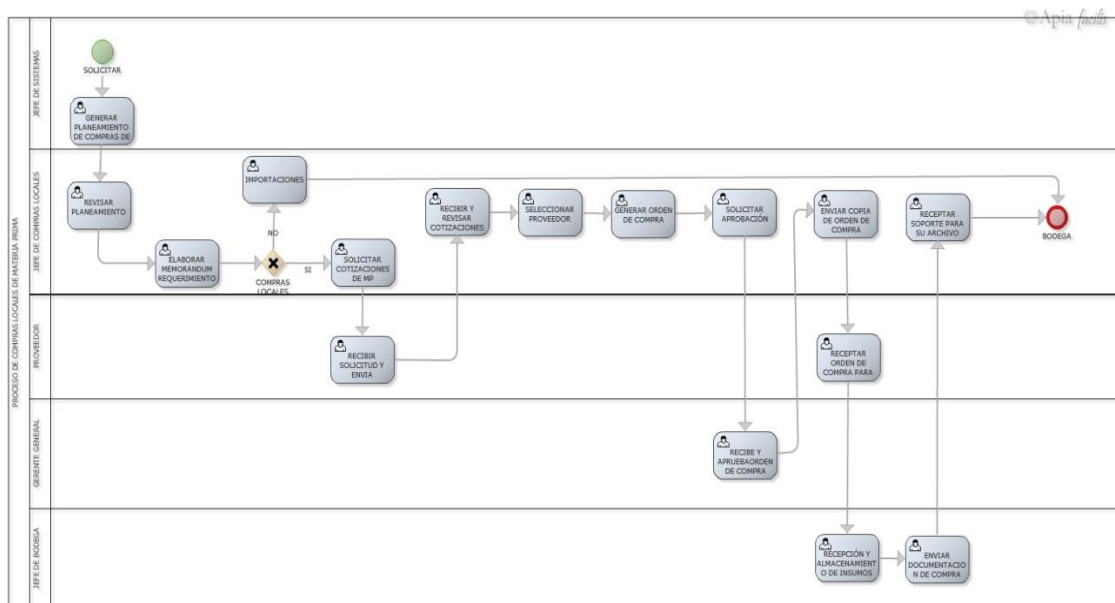 Apia facilis
PROCESO DE COMPRAS LOCALES DE MATERIA PRIMA
JEFE DE SISTEMAS
SOLICITAR
GENERAR
PLANEAMIENTO
DE COMPRAS DE
JEFE DE COMPRAS LOCALES
REVISAR
PLANEAMIENTO
ELABORAR
MEMORANDUM
REQUERIMIENTO
IMPORTACIONES
NO
COMPRAS
LOCALES
SI
SOLICITAR
COTIZACIONES
DE MP
RECIBIR Y
REVISAR
COTIZACIONES
SELECCIONAR
PROVEEDOR
GENERAR ORDEN
DE COMPRA
SOLICITAR
APROBACIÓN
ENVIAR COPIA
DE ORDEN DE
COMPRA
RECEPTAR
SOPORTE PARA
SU ARCHIVO
BODEGA
PROVEEDOR
RECIBIR
SOLICITUD Y
ENVIA
RECEPTAR
ORDEN DE
COMPRA PARA
GERENTE GENERAL
RECIBE Y
APRUEBAORDEN
DE COMPRA
JEFE DE BODEGA
RECEPCIÓN Y
ALMACENAMIENT
O DE INSUMOS
ENVIAR
DOCUMENTACIO
N DE COMPRA